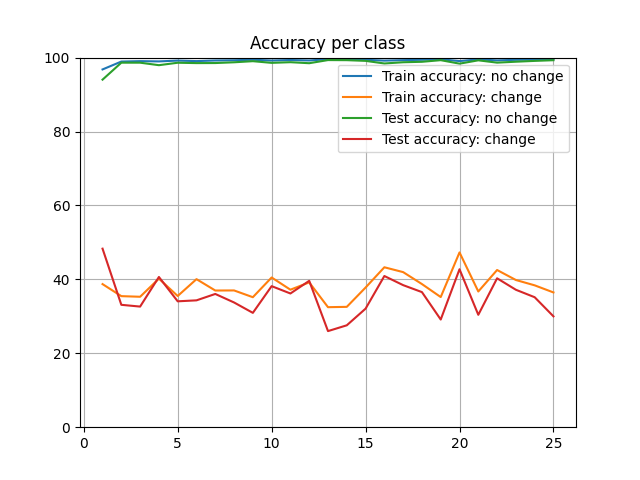 Accuracy per class
100
80
60
40
20
0
Train accuracy: no change
Train accuracy: change
Test accuracy: no change
Test accuracy: change
0 5 10 15 20 25